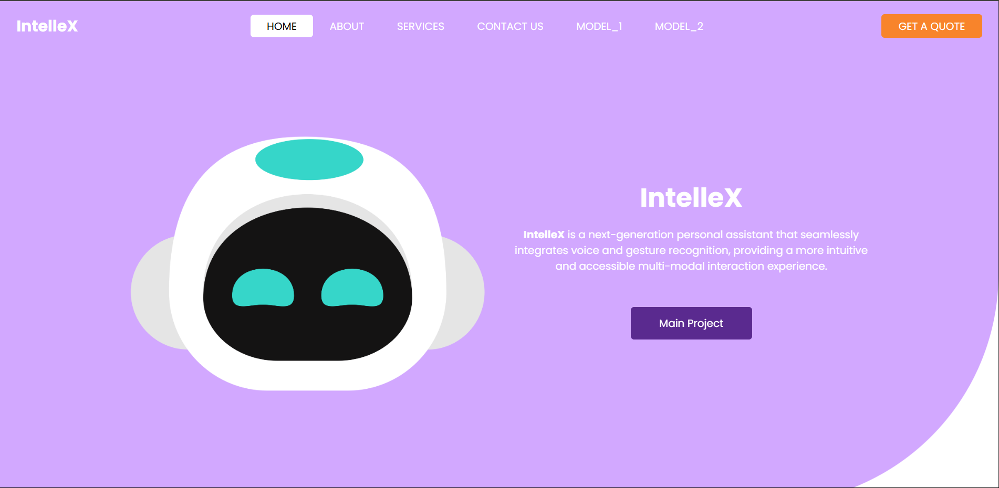 IntelleX
HOME
ABOUT
SERVICES
CONTACT US
MODEL_1
MODEL_2
GET A QUOTE
IntelleX
IntelleX is a next-generation personal assistant that seamlessly
integrates voice and gesture recognition, providing a more intuitive
and accessible multi-modal interaction experience.
Main Project